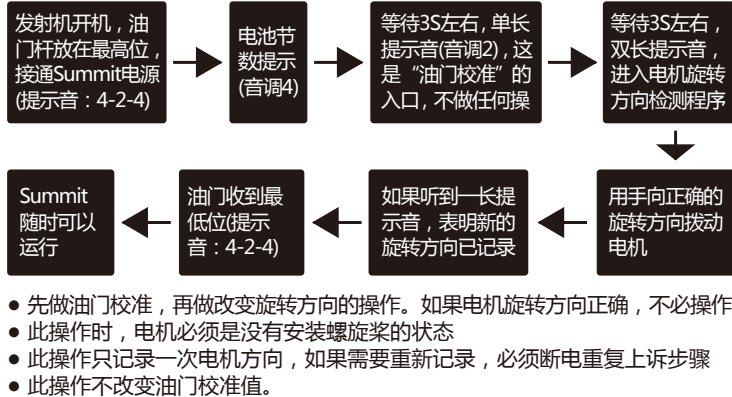 发射机开机，油
门杆放在最高位，
接通Summit电源
(提示音：4-2-4)
电池节
数提示
(音调4)
等待3S左右，单长
提示音(音调2)，这
是“油门校准”的
入口，不做任何操
等待3S左右，
双长提示音，
进入电机旋转
方向检测程序
用手向正确的
旋转方向拨动
电机
如果听到一长提
示音，表明新的
旋转方向已记录
油门收到最
低位(提示
音：4-2-4)
Summit
随时可以
运行
● 先做油门校准，再做改变旋转方向的操作。如果电机旋转方向正确，不必操作
● 此操作时，电机必须是没有安装螺旋桨的状态
● 此操作只记录一次电机方向，如果需要重新记录，必须断电重复上诉步骤
● 此操作不改变油门校准值。